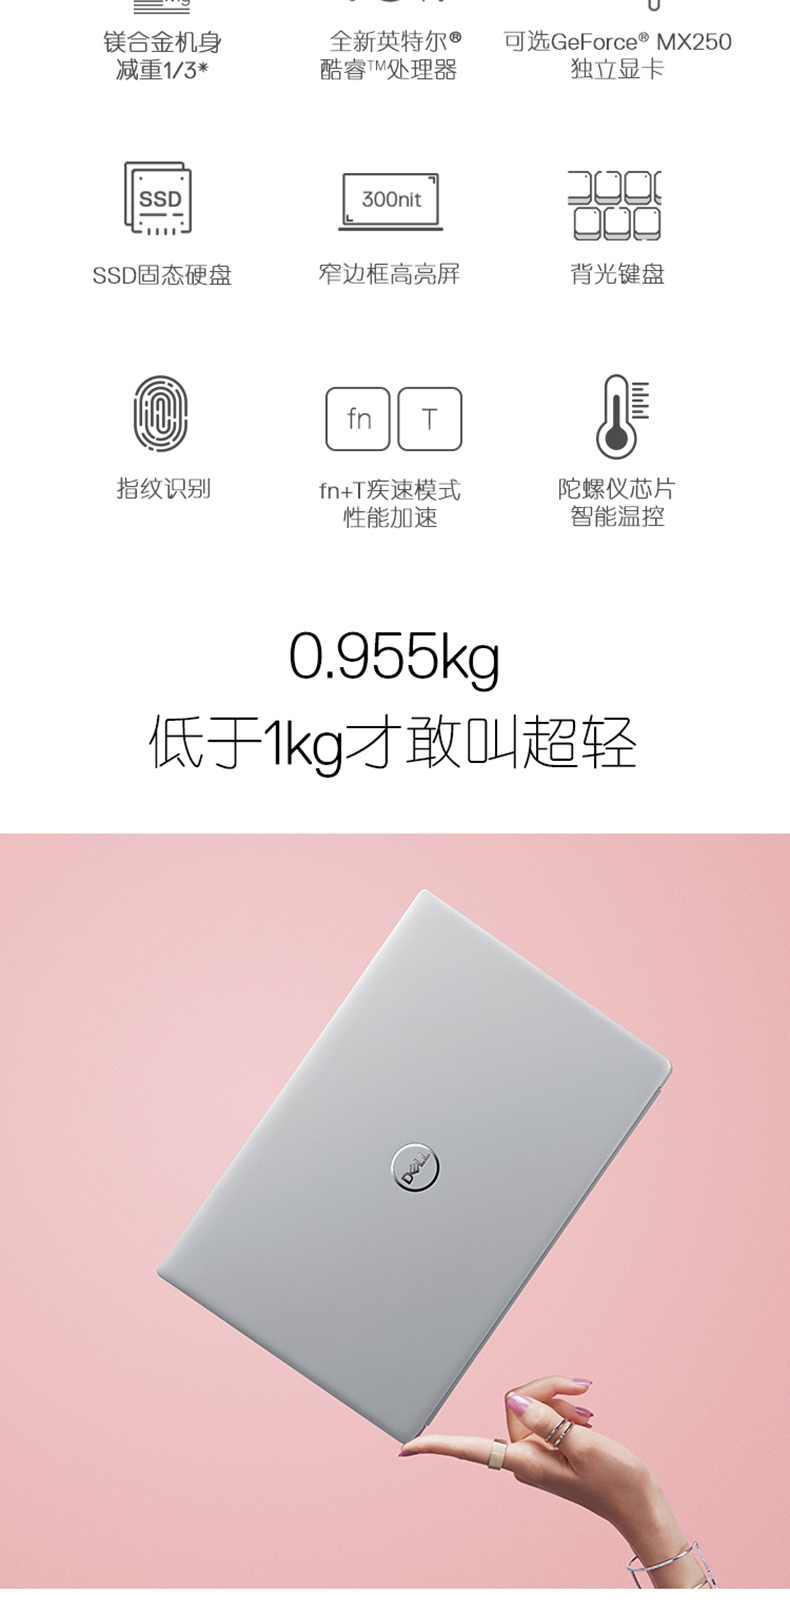 镁合金机身
减重1/3*
全新英特尔®
酷睿™处理器
可选GeForce® MX250
独立显卡
SSD
SSD固态硬盘
300nit
窄边框高亮屏
背光键盘
指纹识别
fn T
fn+T疾速模式
性能加速
陀螺仪芯片
智能温控
0.955kg
低于1kg才敢叫超轻
DELL